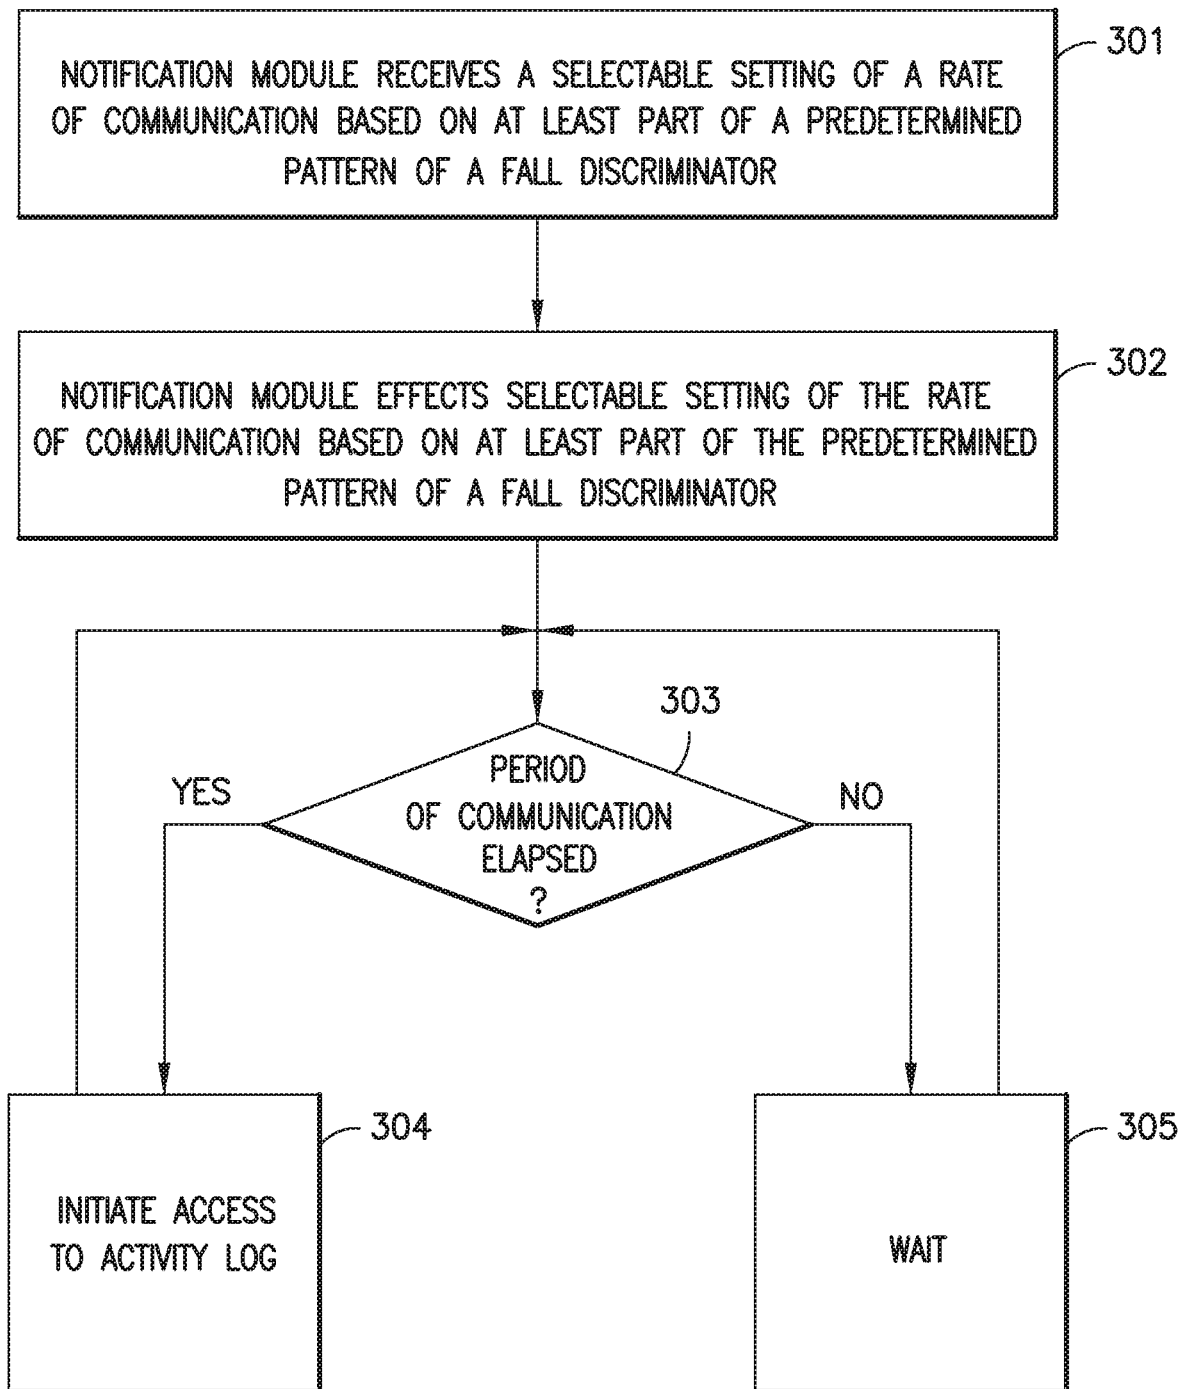 NOTIFICATION MODULE RECEIVES A SELECTABLE SETTING OF A RATE
OF COMMUNICATION BASED ON AT LEAST PART OF A PREDETERMINED
PATTERN OF A FALL DISCRIMINATOR
301
NOTIFICATION MODULE EFFECTS SELECTABLE SETTING OF THE RATE
OF COMMUNICATION BASED ON AT LEAST PART OF THE PREDETERMINED
PATTERN OF A FALL DISCRIMINATOR
302
303
PERIOD
OF COMMUNICATION
ELAPSED
?
YES
NO
304
INITIATE ACCESS
TO ACTIVITY LOG
305
WAIT